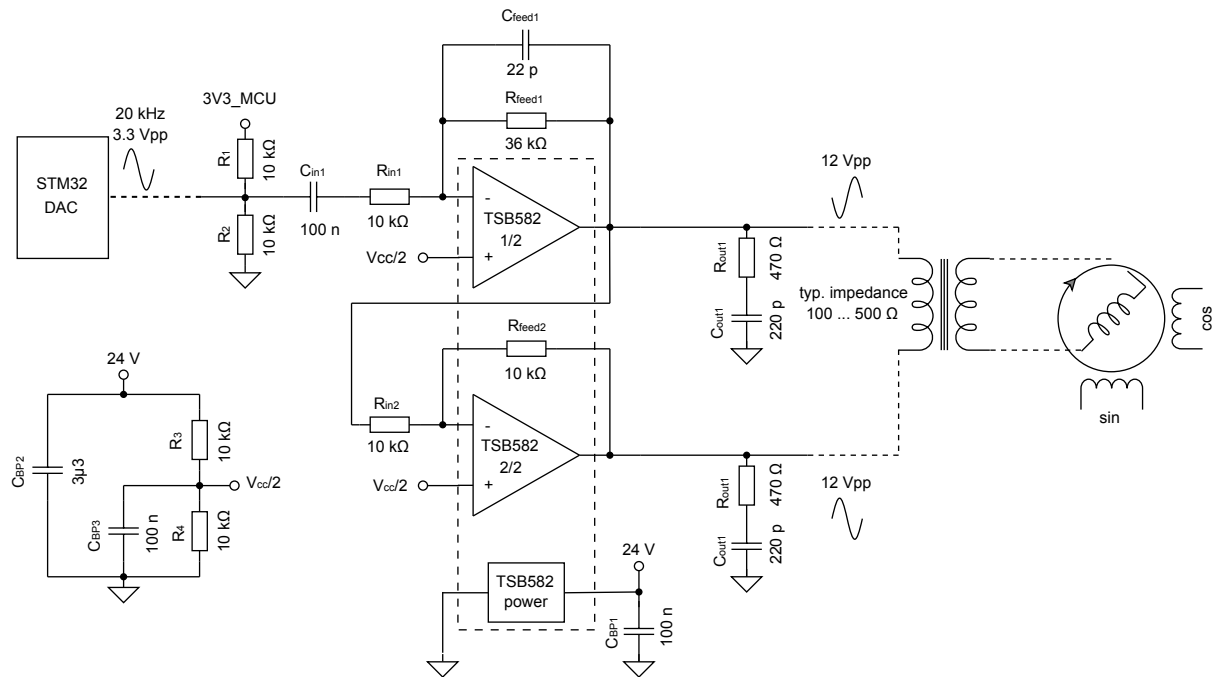 Cfeed1
22 p
Rfeed1
36 kΩ
20 kHz
3.3 Vpp
3V3_MCU
R1
10 kΩ
STM32
DAC
Cin1
100 n
Rin1
10 kΩ
R2
10 kΩ
-
TSB582
1/2
+
Vcc/2
12 Vpp
Rout1
470 Ω
Cout1
220 p
typ. impedance
100 ... 500 Ω
cos
sin
Rfeed2
10 kΩ
Rin2
10 kΩ
-
TSB582
2/2
+
Vcc/2
Rout1
470 Ω
Cout1
220 p
12 Vpp
24 V
R3
10 kΩ
CBP2
3µ3
Vcc/2
CBP3
100 n
R4
10 kΩ
TSB582
power
24 V
CBP1
100 n